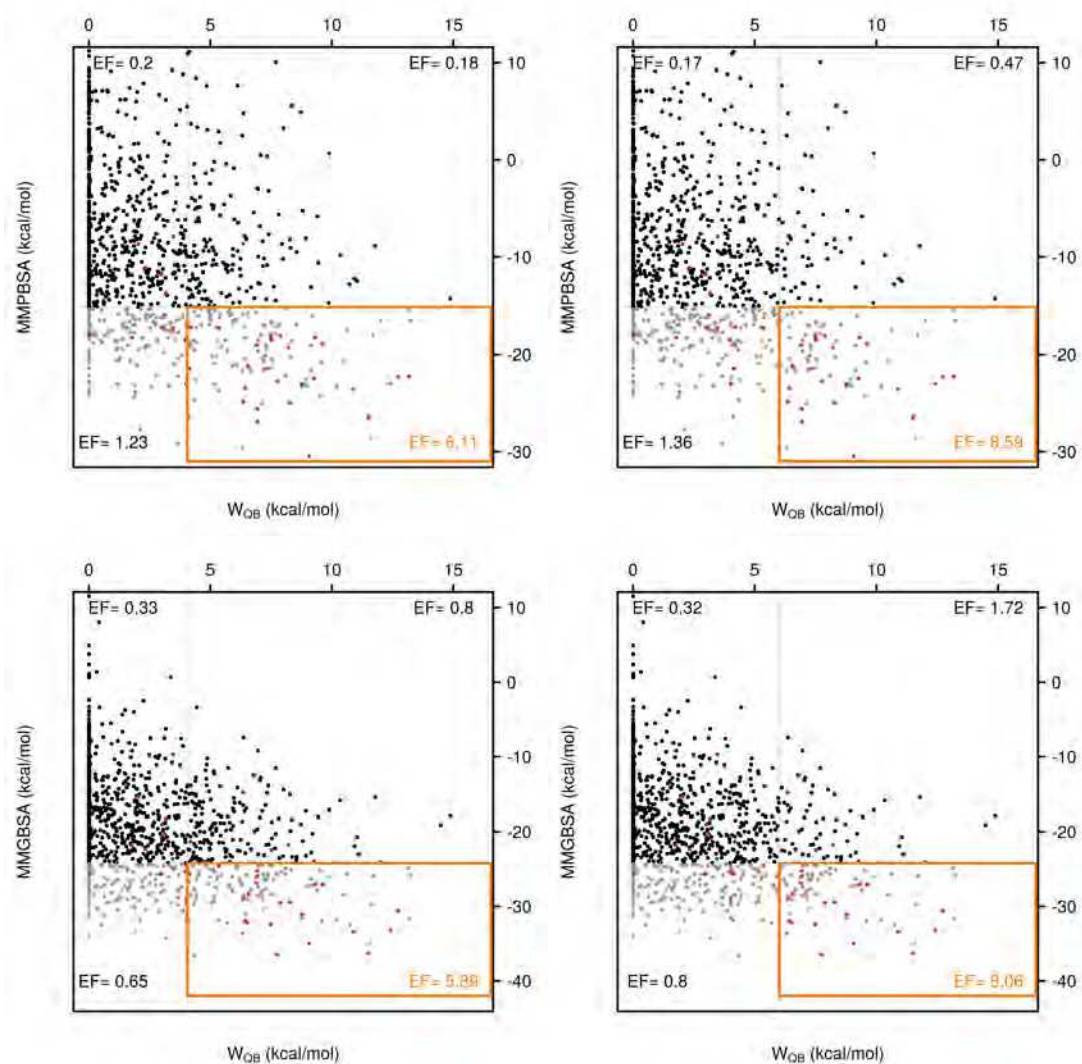 0 5 10 15 0 5 10 15
EF= 0.2 EF= 0.18 10 EF= 0.17 EF= 0.47 10
0 0
MMPBSA (kcal/mol) -10 MMPBSA (kcal/mol) -10
-20 -20
EF= 1.23 EF= 6.11 EF= 1.36 EF= 8.59
-30 -30
W_QB (kcal/mol) W_QB (kcal/mol)
0 5 10 15 0 5 10 15
EF= 0.33 EF= 0.8 10 EF= 0.32 EF= 1.72 10
0 0
MMGBSA (kcal/mol) -10 MMGBSA (kcal/mol) -10
-20 -20
-30 -30
EF= 0.65 EF= 5.89 -40 EF= 0.8 EF= 8.06 -40
W_QB (kcal/mol) W_QB (kcal/mol)